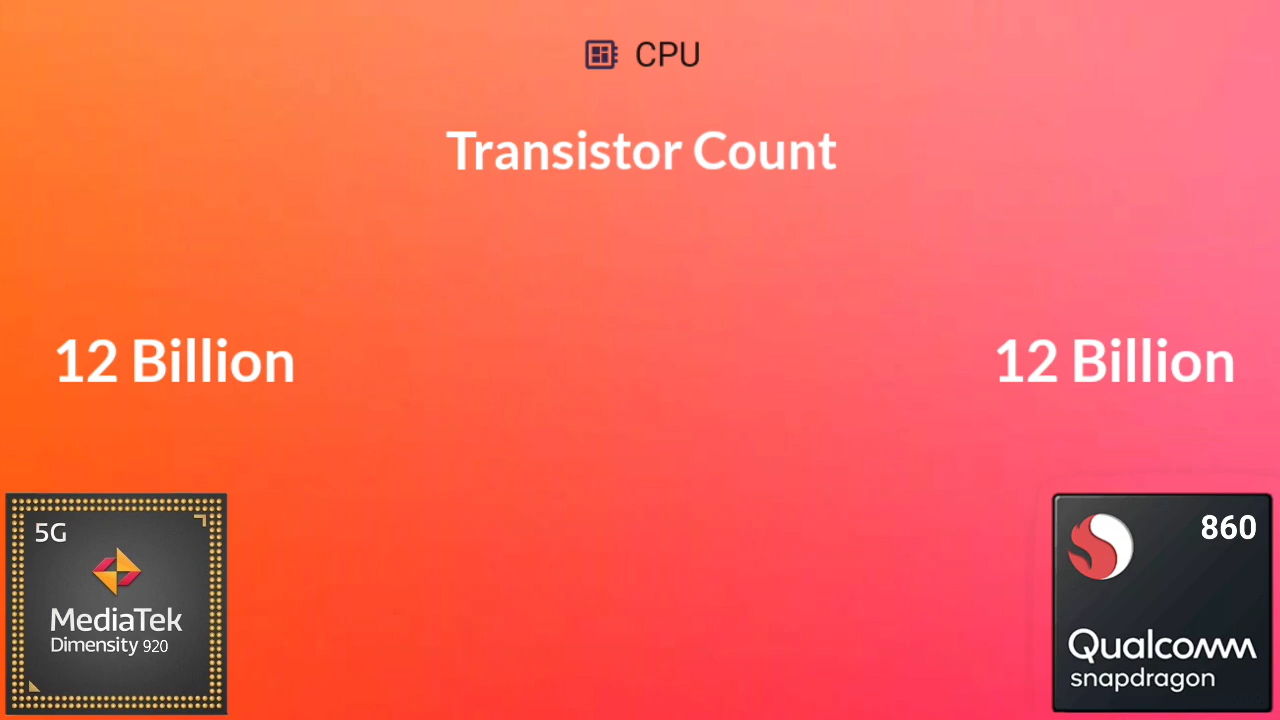 CPU
Transistor Count
12 Billion
12 Billion
5G
MediaTek
Dimensity 920
860
Qualcomm
snapdragon